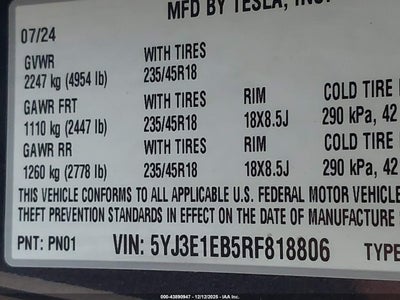 MFD BY TESLA, INC.
07/24
GVWR WITH TIRES
2247 kg (4954 lb) 235/45R18
GAWR FRT WITH TIRES RIM COLD TIRE
1110 kg (2447 lb) 235/45R18 18X8.5J 290 kPa, 42
GAWR RR WITH TIRES RIM COLD TIRE
1260 kg (2778 lb) 235/45R18 18X8.5J 290 kPa, 42
THIS VEHICLE CONFORMS TO ALL APPLICABLE U.S. FEDERAL MOTOR VEHICLE
THEFT PREVENTION STANDARDS IN EFFECT ON THE DATE OF MANUFACTURE
PNT: PN01 VIN: 5YJ3E1EB5RF818806 TYPE
000-43890947 - 12/12/2025 - IAA Inc.